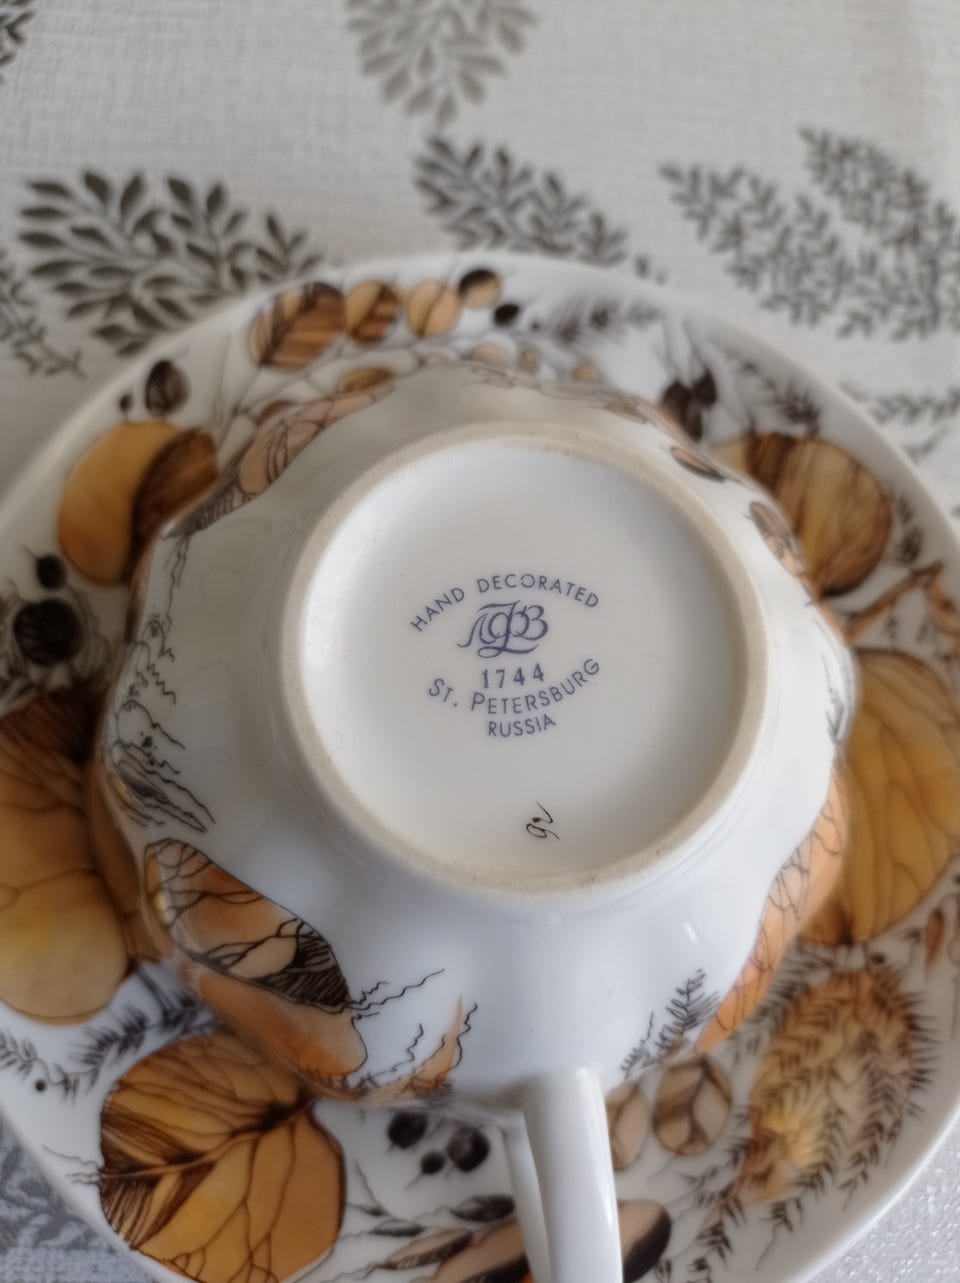 HAND DECORATED
ЛФЗ
1744
ST. PETERSBURG
RUSSIA